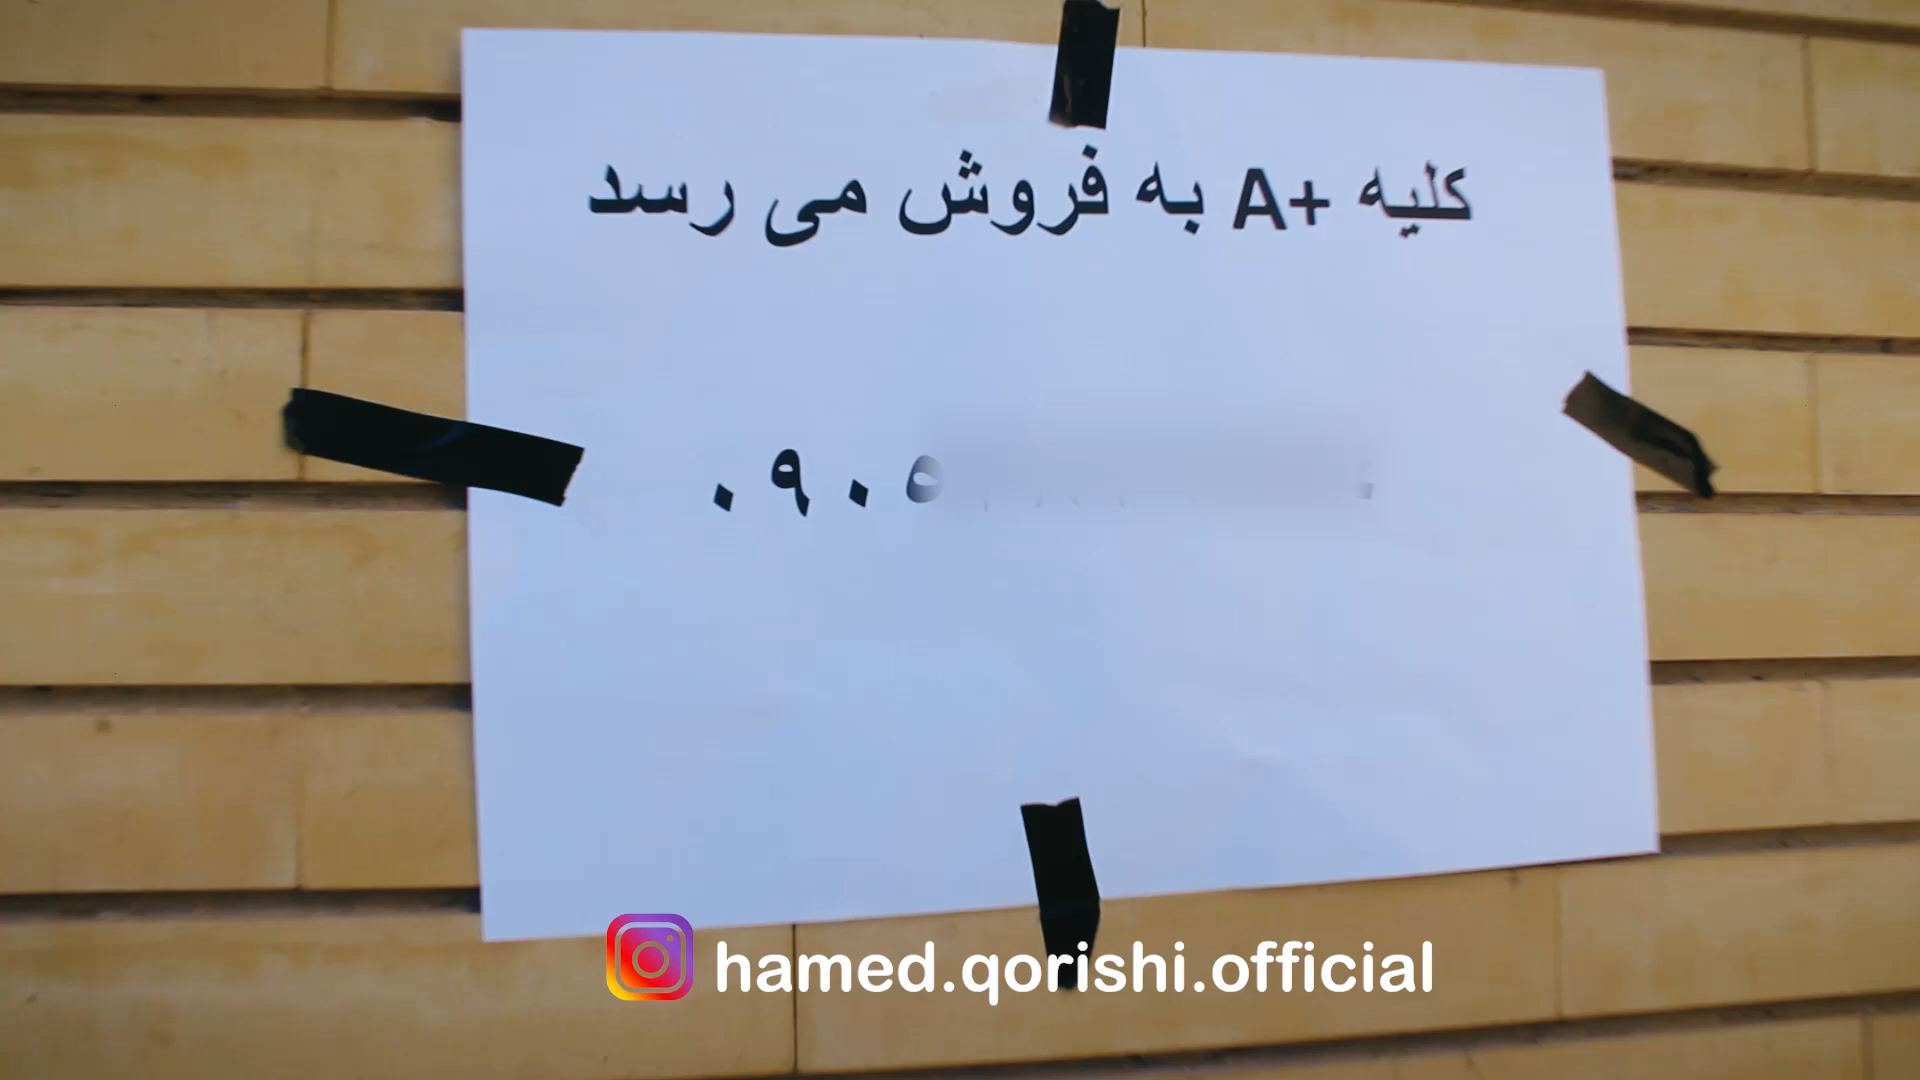 کلیه +A به فروش می رسد
۰۹۰۵
hamed.qorishi.official